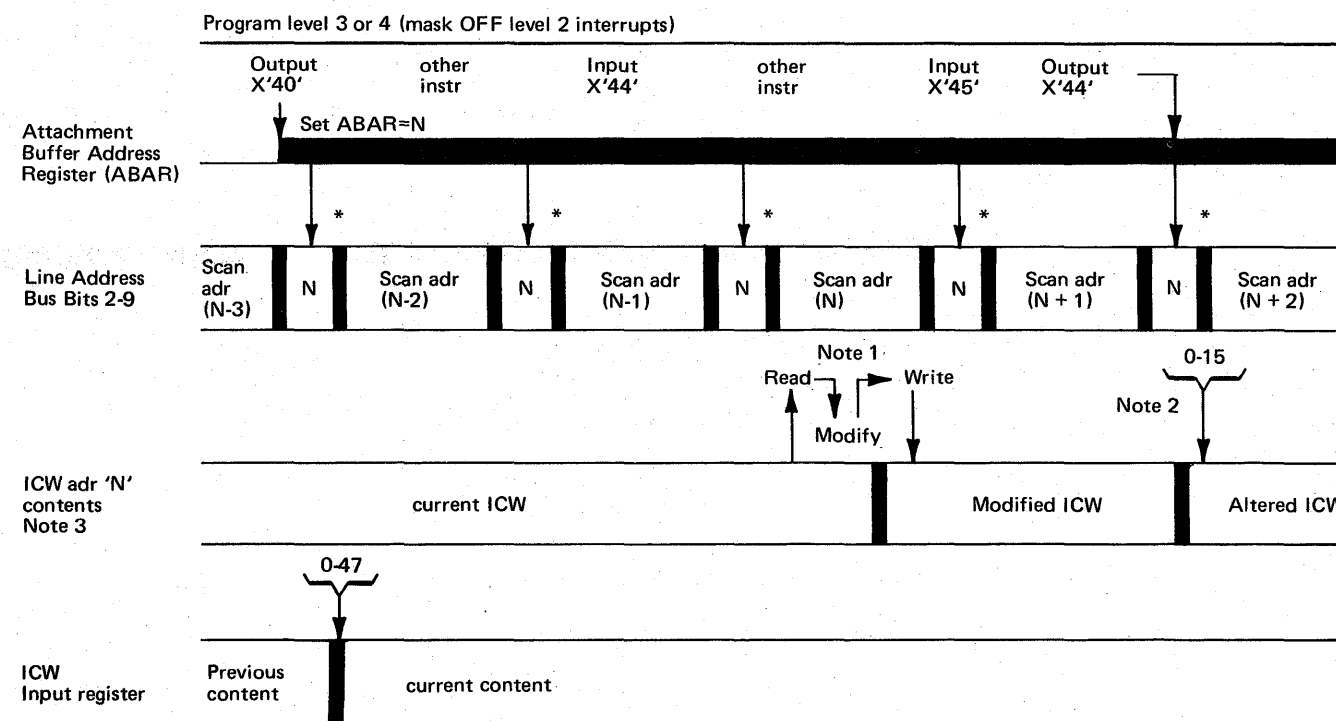 Program level 3 or 4 (mask OFF level 2 interrupts)
Output
X'40'
other
instr
Input
X'44'
other
instr
Input
X'45'
Output
X'44'
Attachment
Buffer Address
Register (ABAR)
Set ABAR=N
*
*
*
*
*
Line Address
Bus Bits 2-9
Scan
adr
(N-3)
N
Scan adr
(N-2)
N
Scan adr
(N-1)
N
Scan adr
(N)
N
Scan adr
(N + 1)
N
Scan adr
(N + 2)
Note 1
Read
Write
Modify
0-15
Note 2
ICW adr 'N'
contents
Note 3
current ICW
Modified ICW
Altered ICW
0-47
ICW
Input register
Previous
content
current content